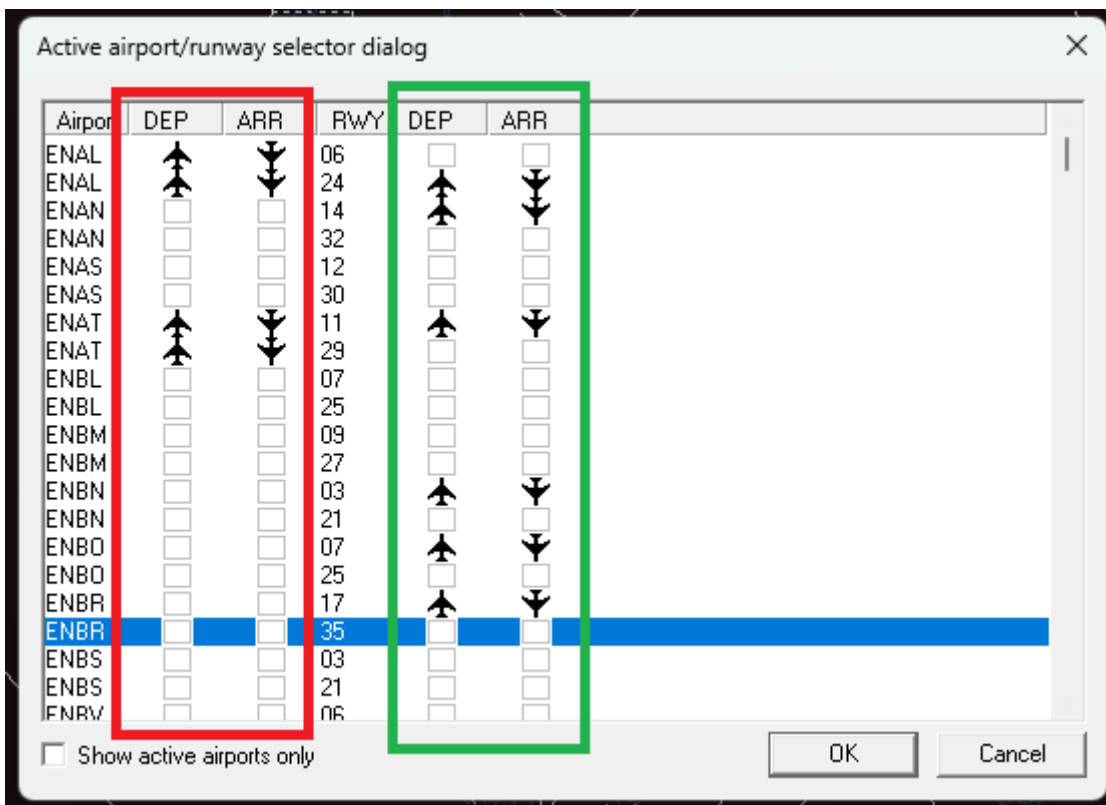 Active airport/runway selector dialog
Airpor DEP ARR RWY DEP ARR
ENAL 06
ENAL 24
ENAN 14
ENAN 32
ENAS 12
ENAS 30
ENAT 11
ENAT 29
ENBL 07
ENBL 25
ENBM 09
ENBM 27
ENBN 03
ENBN 21
ENBO 07
ENBO 25
ENBR 17
ENBR 35
ENBS 03
ENBS 21
ENBV 06
Show active airports only
OK Cancel